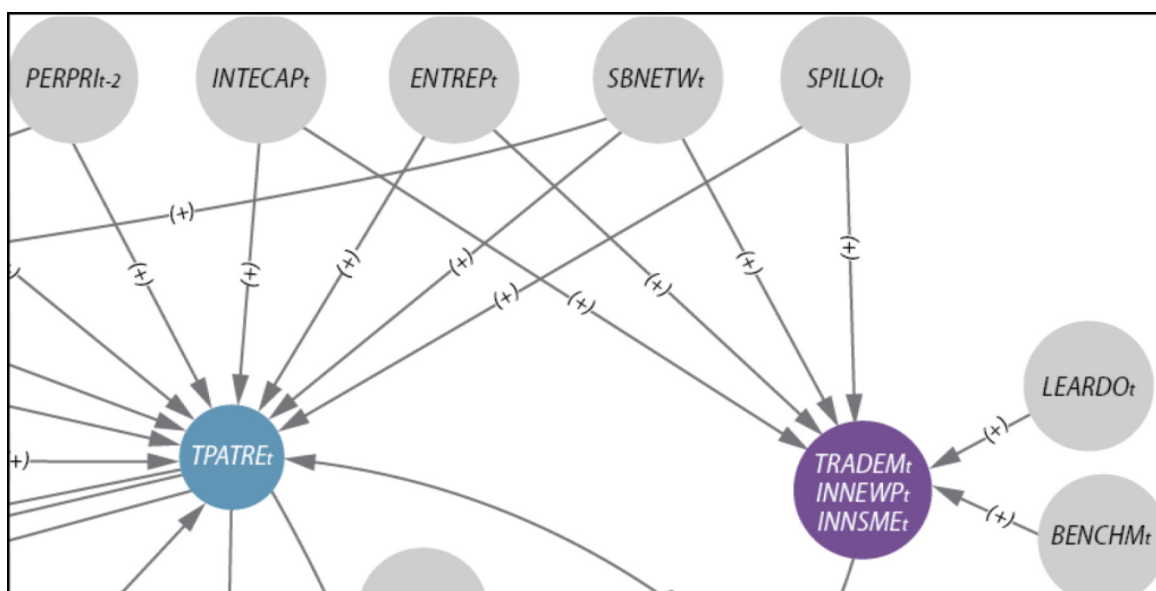 PERPRIt-2
INTECAPt
ENTREPt
SBNETWt
SPILLOt
(+)
(+)
(+)
(+)
(+)
(+)
(+)
(+)
(+)
(+)
LEARDOt
(+)
TPATREt
(+)
TRADEMt
INNEWPt
INNSMEt
(+)
BENCHMt